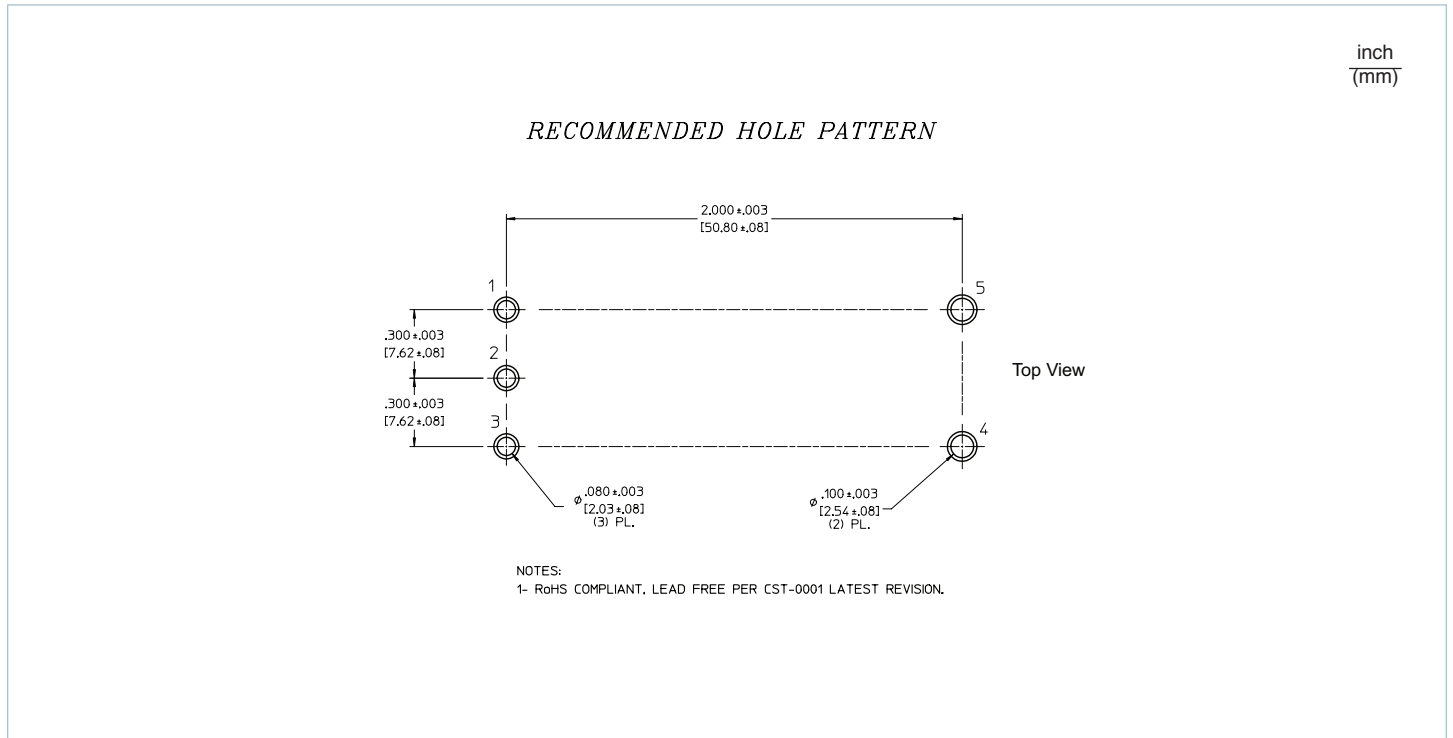 inch
(mm)
RECOMMENDED HOLE PATTERN
2.000±.003
[50.80±.08]
1
5
.300±.003
[7.62±.08]
2
Top View
.300±.003
[7.62±.08]
3
4
ø.080±.003
[2.03±.08]
(3) PL.
ø.100±.003
[2.54±.08]
(2) PL.
NOTES:
1- RoHS COMPLIANT, LEAD FREE PER CST-0001 LATEST REVISION.